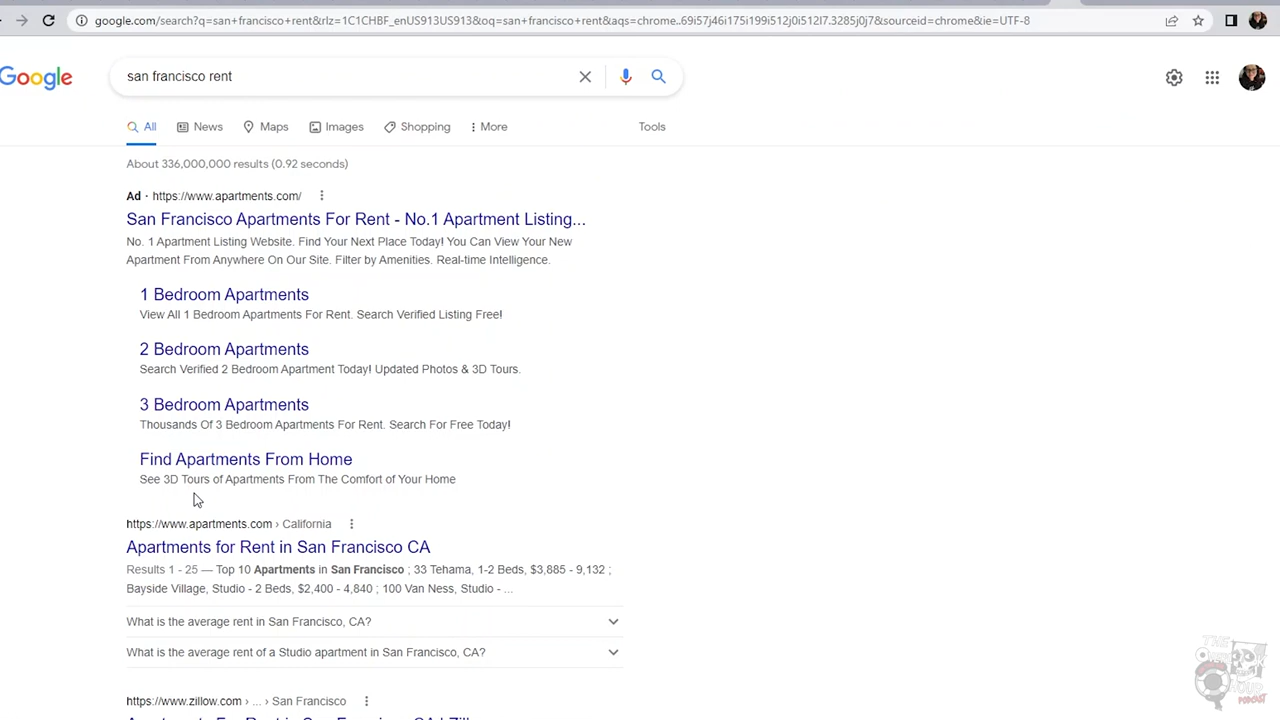 google.com/search?q=san+francisco+rent&rlz=1C1CHBF_enUS913US913&oq=san+francisco+rent&aqs=chrome..69i57j46i175i199i512j0i512l7.3285j0j7&sourceid=chrome&ie=UTF-8
Google
san francisco rent
All News Maps Images Shopping More Tools
About 336,000,000 results (0.92 seconds)
Ad · https://www.apartments.com/
San Francisco Apartments For Rent - No.1 Apartment Listing...
No. 1 Apartment Listing Website. Find Your Next Place Today! You Can View Your New
Apartment From Anywhere On Our Site. Filter by Amenities. Real-time Intelligence.
1 Bedroom Apartments
View All 1 Bedroom Apartments For Rent. Search Verified Listing Free!
2 Bedroom Apartments
Search Verified 2 Bedroom Apartment Today! Updated Photos & 3D Tours.
3 Bedroom Apartments
Thousands Of 3 Bedroom Apartments For Rent. Search For Free Today!
Find Apartments From Home
See 3D Tours of Apartments From The Comfort of Your Home
https://www.apartments.com › California
Apartments for Rent in San Francisco CA
Results 1 - 25 — Top 10 Apartments in San Francisco ; 33 Tehama, 1-2 Beds, $3,885 - 9,132 ;
Bayside Village, Studio - 2 Beds, $2,400 - 4,840 ; 100 Van Ness, Studio - ...
What is the average rent in San Francisco, CA?
What is the average rent of a Studio apartment in San Francisco, CA?
https://www.zillow.com › ... › San Francisco
Apartments For Rent in San Francisco CA | Zillow
THE
PODCAST